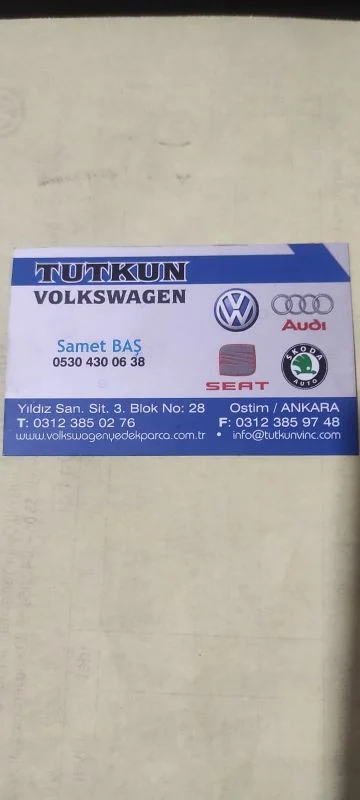 TUTKUN
VOLKSWAGEN
Audi
Samet BAŞ
0530 430 06 38
SEAT
ŠKODA
AUTO
Yıldız San. Sit. 3. Blok No: 28 Ostim / ANKARA
T: 0312 385 02 76 F: 0312 385 97 48
www.volkswagenyedekparca.com.tr • info@tutkunvinc.com